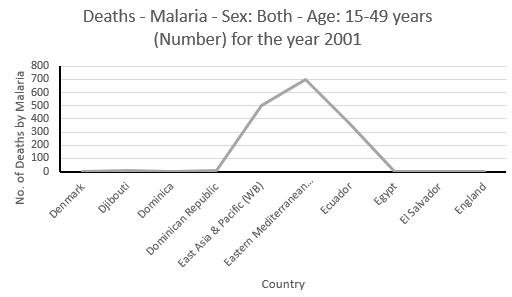 Deaths - Malaria - Sex: Both - Age: 15-49 years
(Number) for the year 2001
No. of Deaths by Malaria
800
700
600
500
400
300
200
100
0
Denmark
Djibouti
Dominica
Dominican Republic
East Asia & Pacific (WB)
Eastern Mediterranean...
Ecuador
Egypt
El Salvador
England
Country